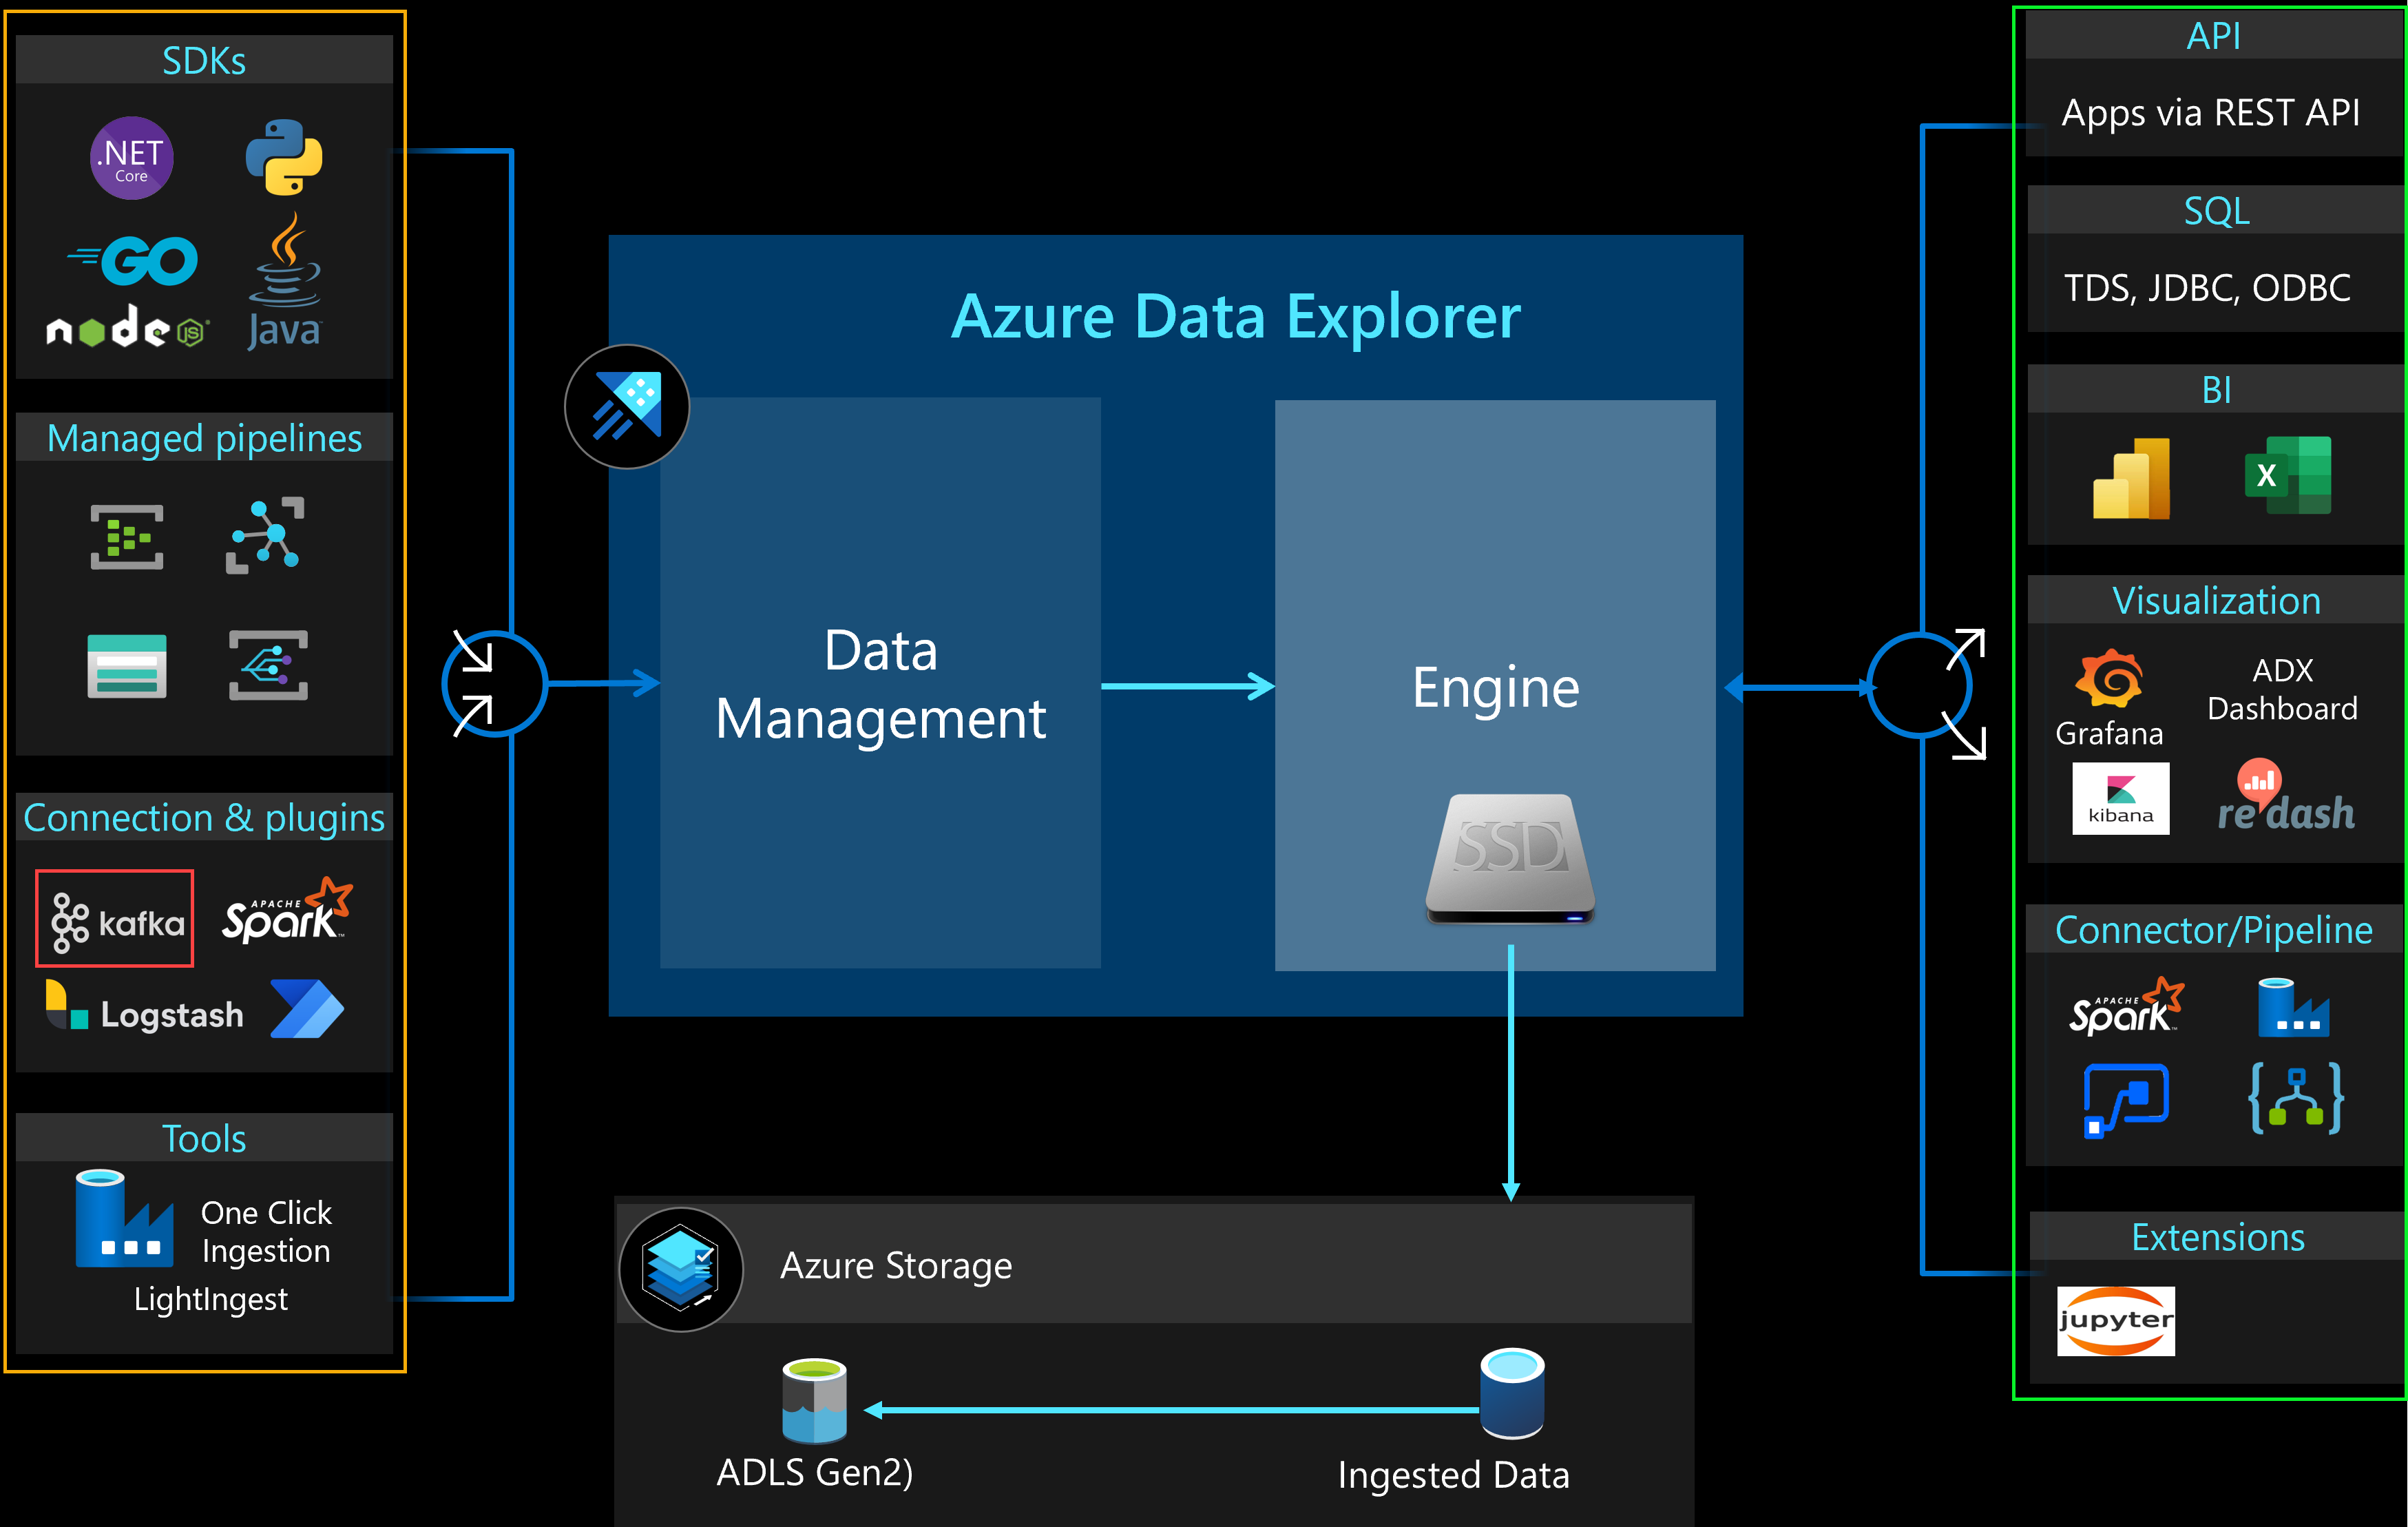 SDKs
.NET
Core
GO
node
JS
Java
Managed pipelines
Connection & plugins
kafka
APACHE
Spark™
Logstash
Tools
One Click
Ingestion
LightIngest
Azure Data Explorer
Data
Management
Engine
SSD
Azure Storage
ADLS Gen2)
Ingested Data
API
Apps via REST API
SQL
TDS, JDBC, ODBC
BI
X
Visualization
Grafana
ADX
Dashboard
kibana
redash
Connector/Pipeline
APACHE
Spark™
Extensions
jupyter